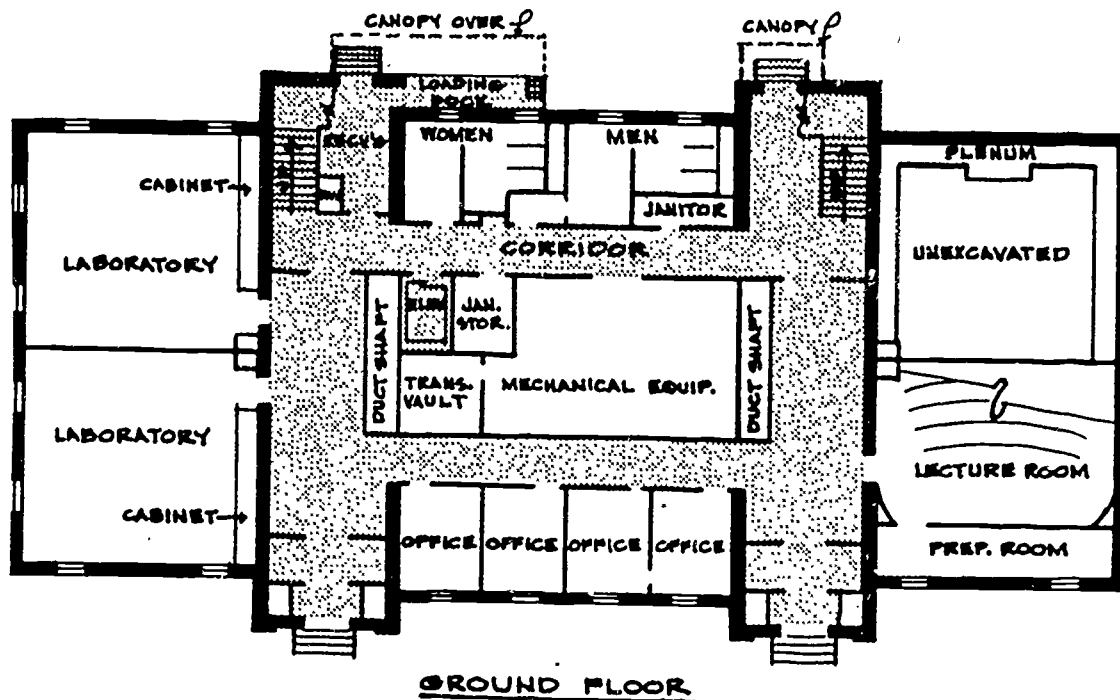 CANOPY OVER
CANOPY
LOADING
DOCK
REC'V'G
WOMEN
MEN
PLENUM
CABINET
JANITOR
CORRIDOR
LABORATORY
UNEXCAVATED
DUCT SHAFT
ELEV.
JAN.
STOR.
DUCT SHAFT
TRANS.
VAULT
MECHANICAL EQUIP.
LABORATORY
LECTURE ROOM
CABINET
OFFICE
OFFICE
OFFICE
OFFICE
PREP. ROOM
GROUND FLOOR